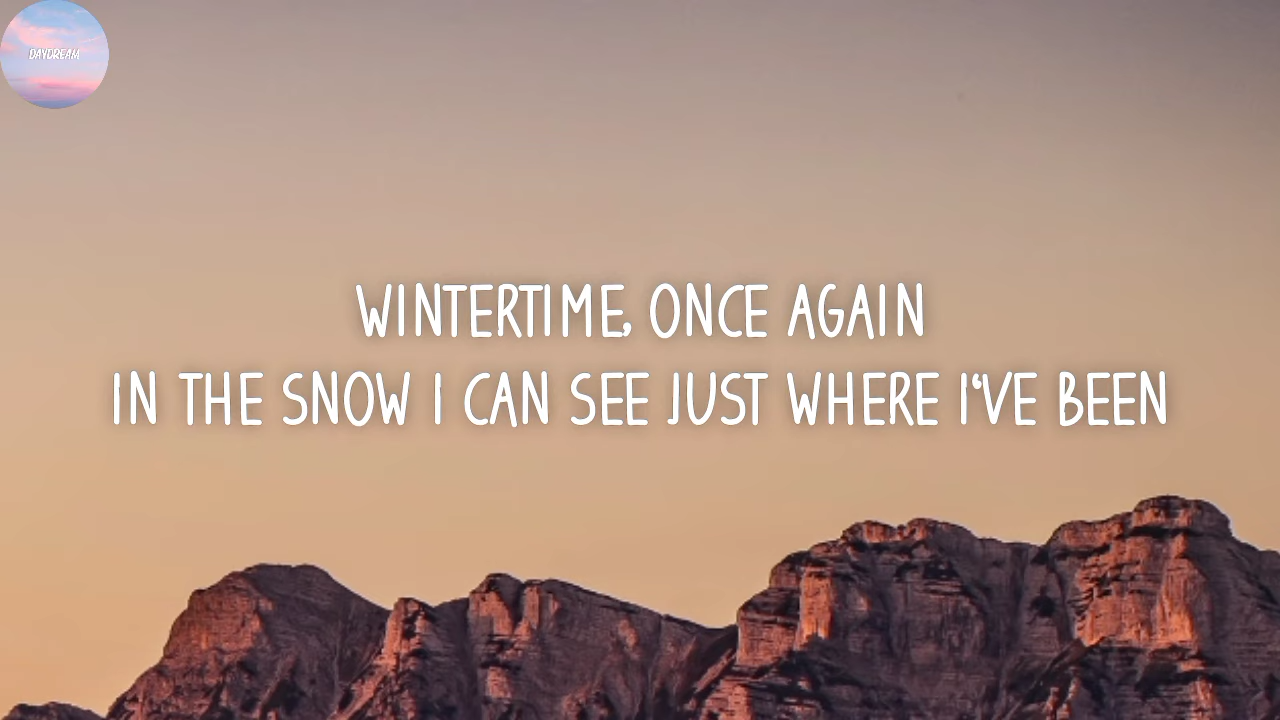 DAYDREAM
WINTERTIME, ONCE AGAIN
IN THE SNOW I CAN SEE JUST WHERE I'VE BEEN